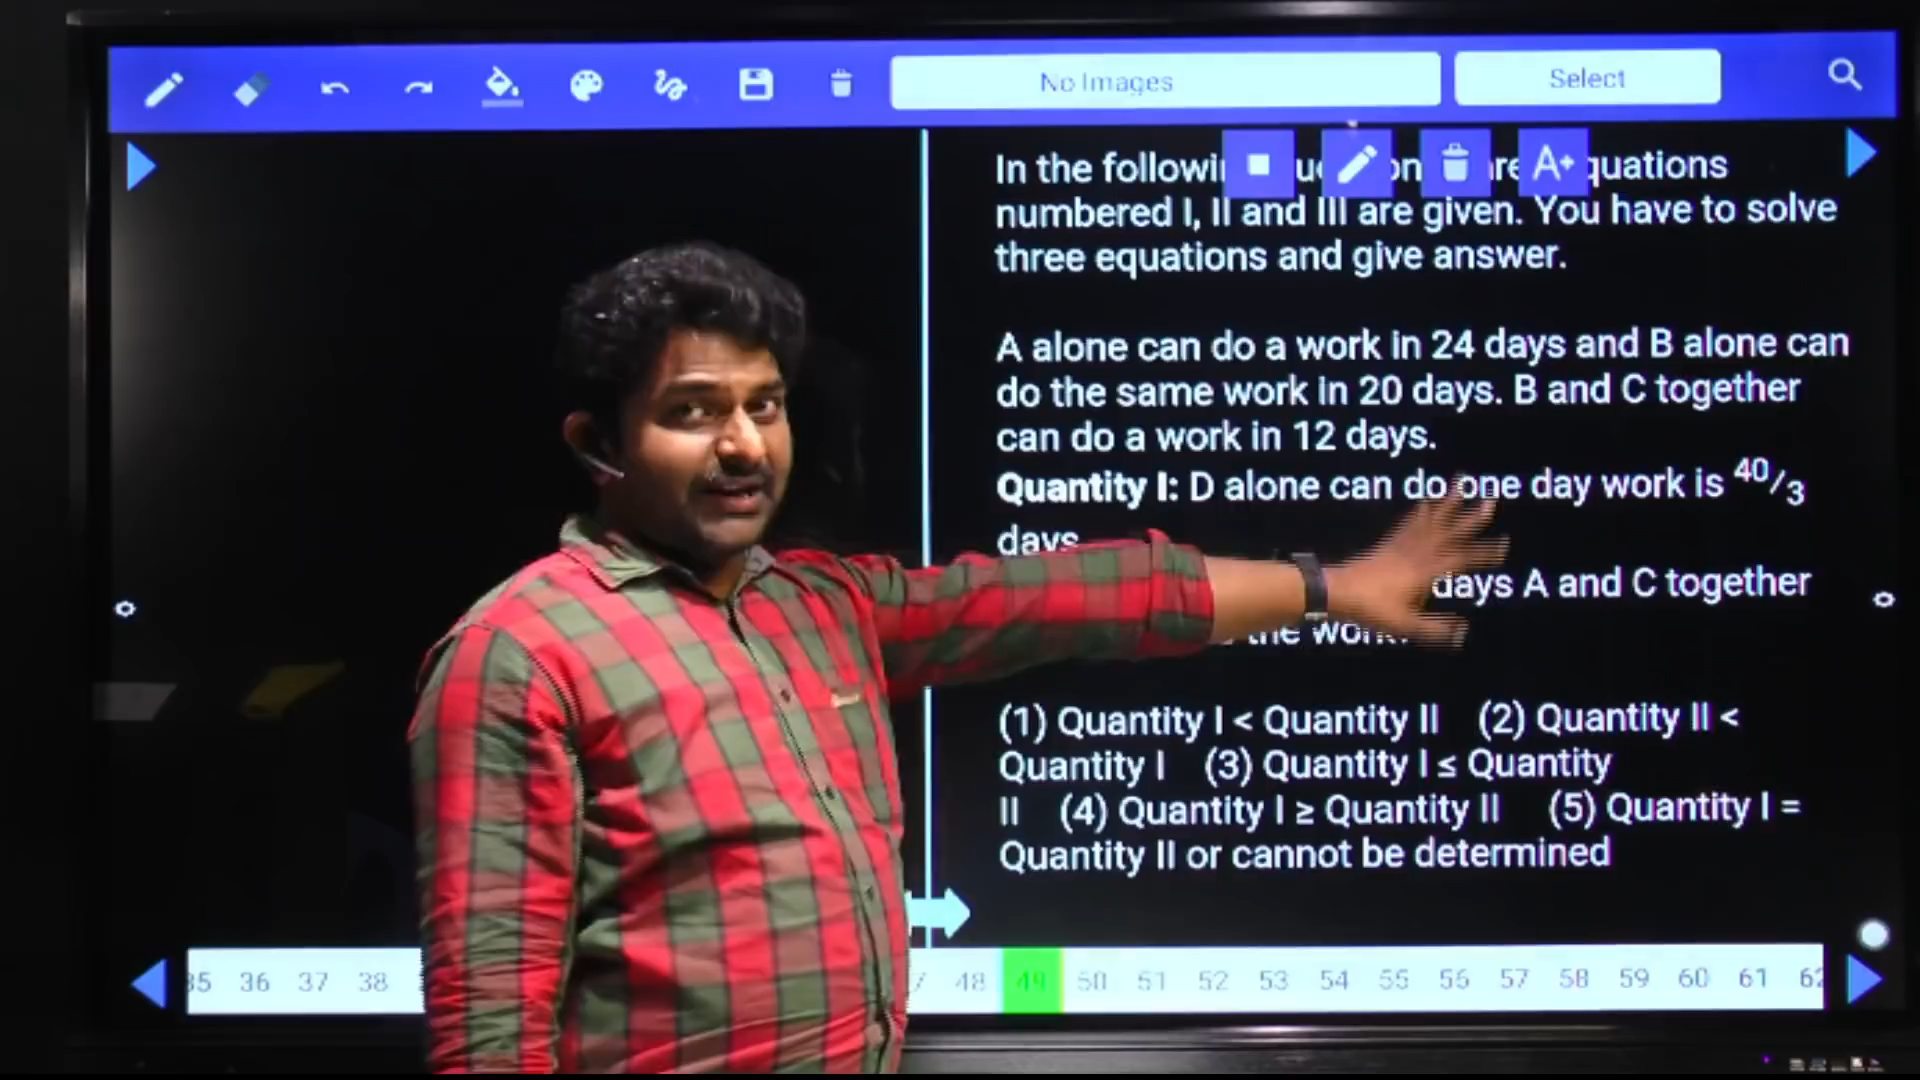 No Images
Select
In the
A+
numbered I, II and III are given. You have to solve
three equations and give answer.
A alone can do a work in 24 days and B alone can
do the same work in 20 days. B and C together
can do a work in 12 days.
Quantity I: D alone can do one day work is 40/3
days
days A and C together
the work.
(1) Quantity I < Quantity II (2) Quantity II <
Quantity I (3) Quantity I ≤ Quantity
II (4) Quantity I ≥ Quantity II (5) Quantity I =
Quantity II or cannot be determined
36 37 38 48 49 50 51 52 53 54 55 56 57 58 59 60 61